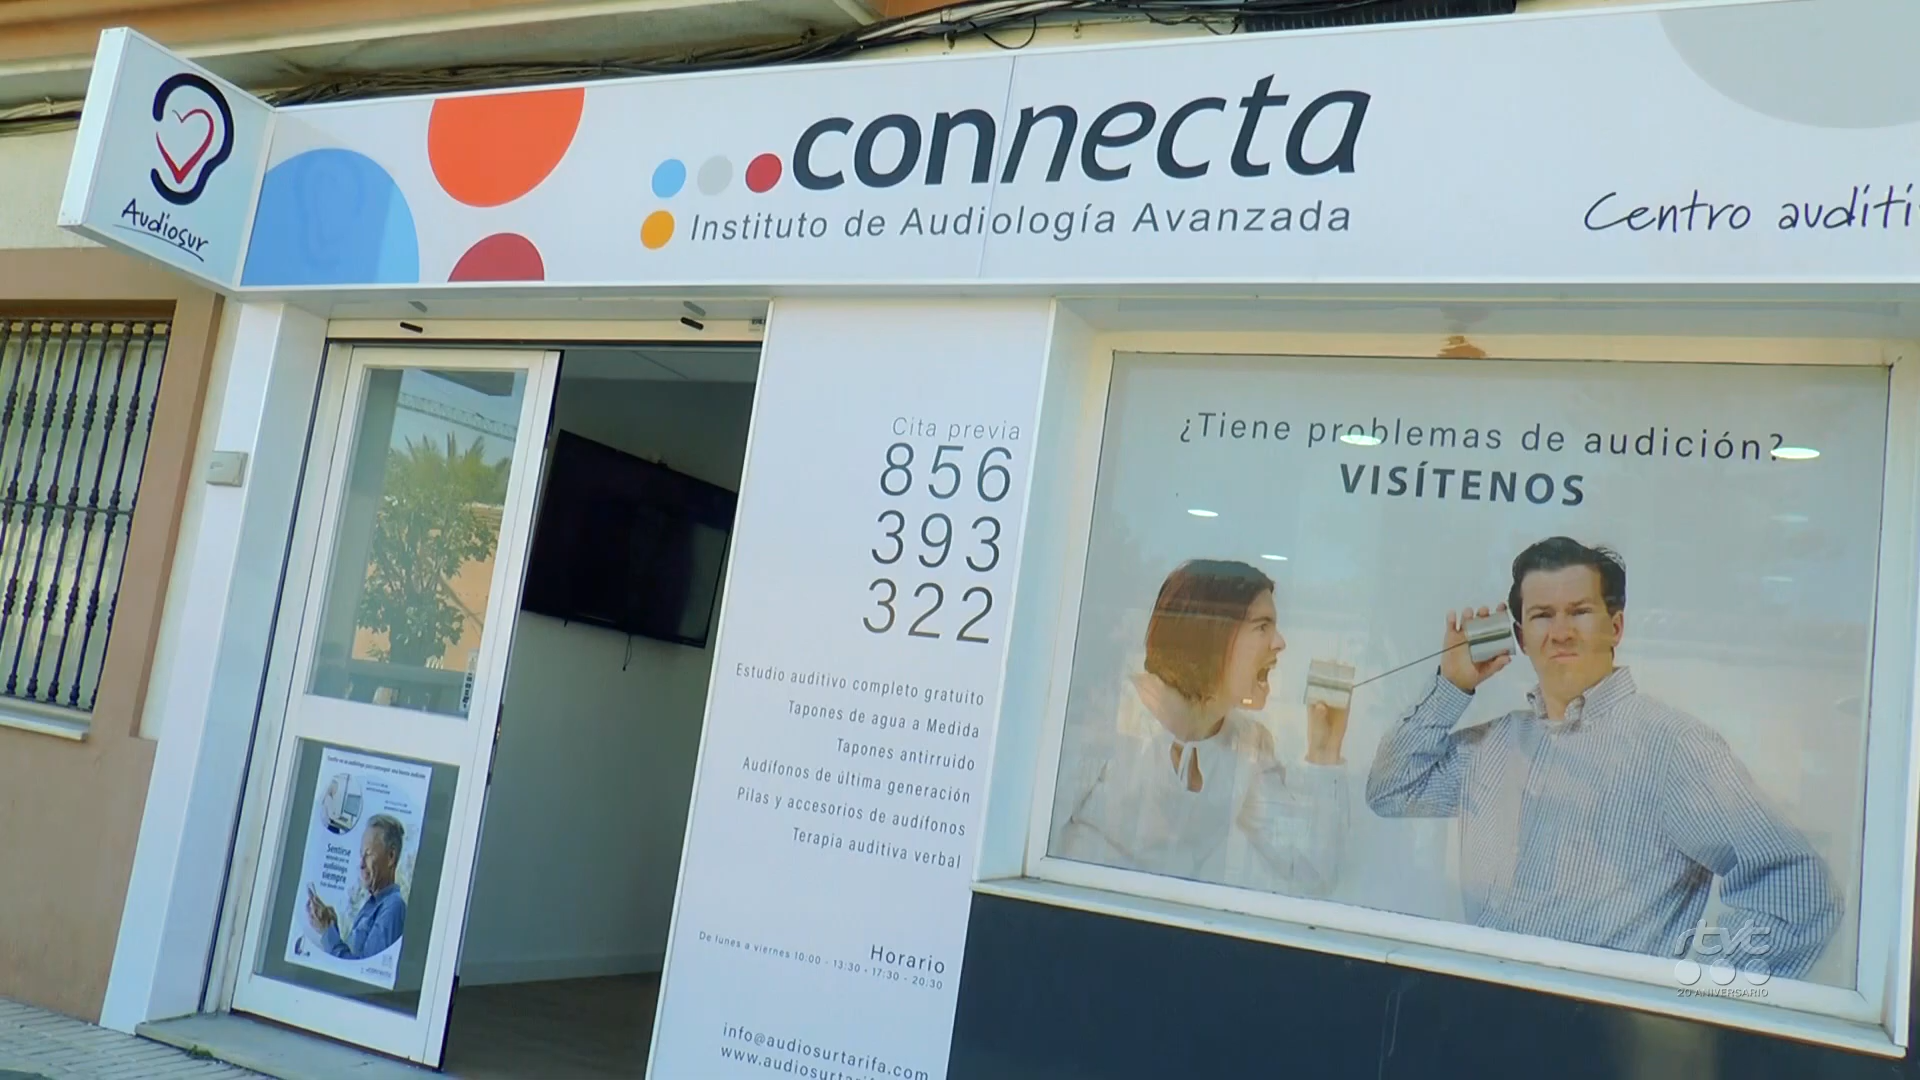 Audiosur
connecta
Instituto de Audiología Avanzada
Centro auditi
Cita previa
856
393
322
Estudio auditivo completo gratuito
Tapones de agua a Medida
Tapones antirruido
Audífonos de última generación
Pilas y accesorios de audífonos
Terapia auditiva verbal
Horario
De lunes a viernes 10:00 - 13:30 - 17:30 - 20:30
info@audiosurtarifa.com
www.audiosurtarifa
¿Tiene problemas de audición?
VISÍTENOS
Sentirse
audiólogo
siempre
rtvt
20 ANIVERSARIO